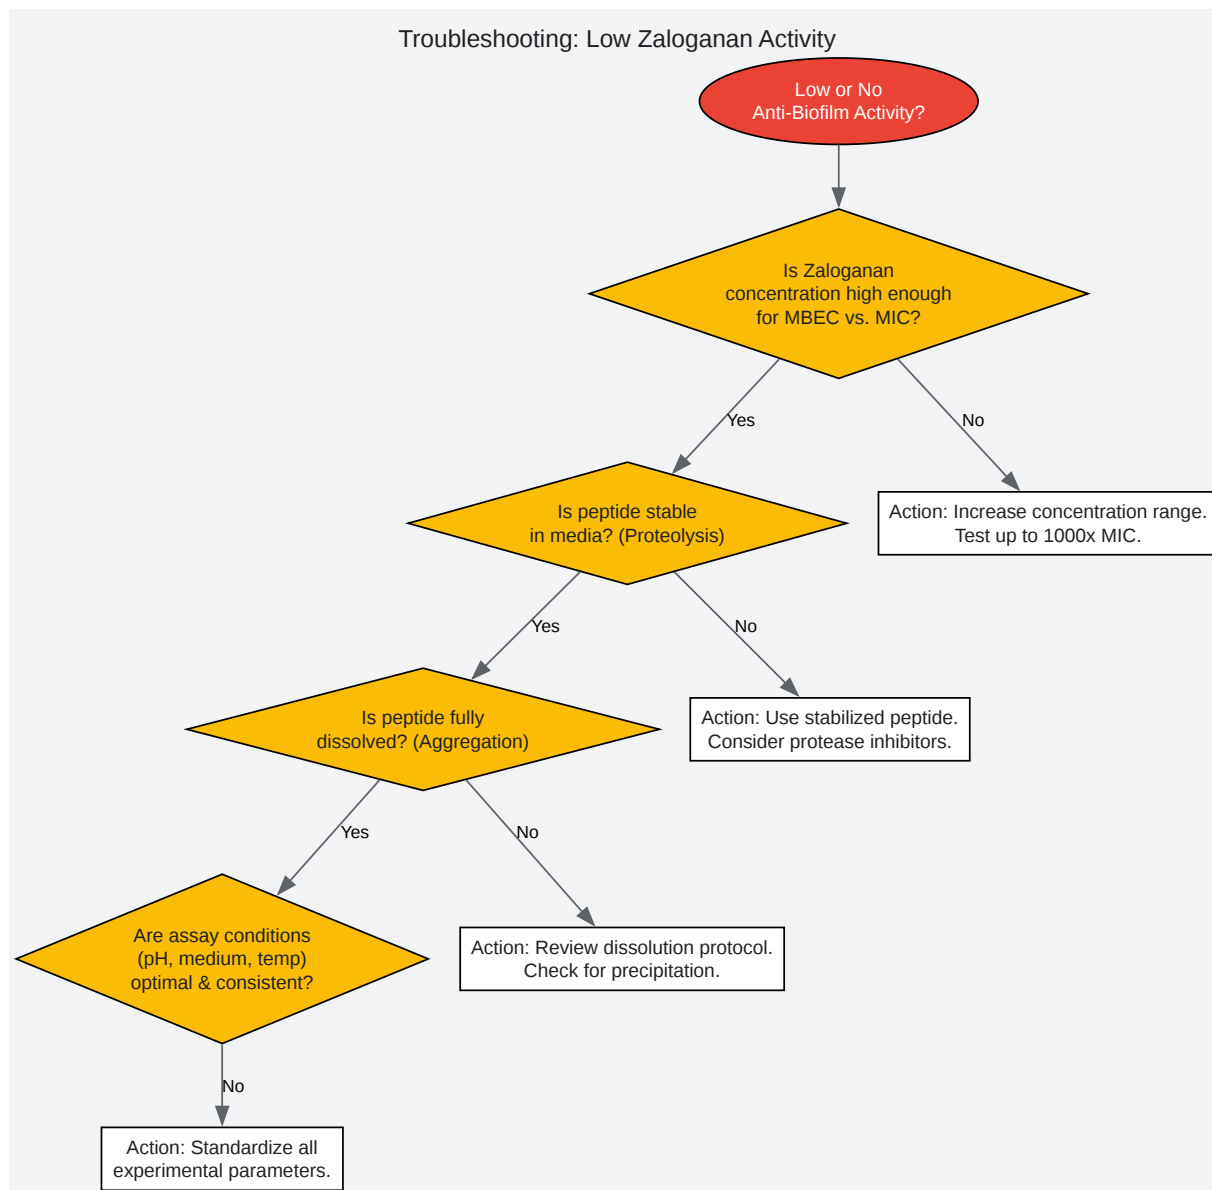 Troubleshooting: Low Zaloganan Activity
Low or No
Anti-Biofilm Activity?
Is Zaloganan
concentration high enough
for MBEC vs. MIC?
Yes
No
Is peptide stable
in media? (Proteolysis)
Action: Increase concentration range.
Test up to 1000x MIC.
Yes
No
Is peptide fully
dissolved? (Aggregation)
Action: Use stabilized peptide.
Consider protease inhibitors.
Yes
No
Are assay conditions
(pH, medium, temp)
optimal & consistent?
Action: Review dissolution protocol.
Check for precipitation.
No
Action: Standardize all
experimental parameters.